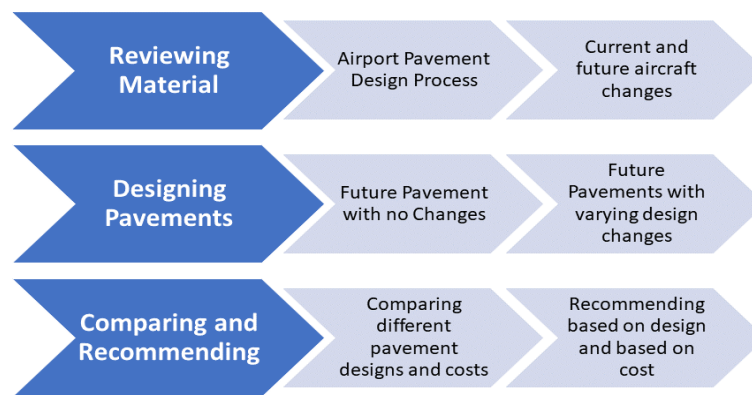 Reviewing
Material
Airport Pavement
Design Process
Current and
future aircraft
changes
Designing
Pavements
Future Pavement
with no Changes
Future
Pavements with
varying design
changes
Comparing and
Recommending
Comparing
different
pavement
designs and costs
Recommending
based on design
and based on
cost